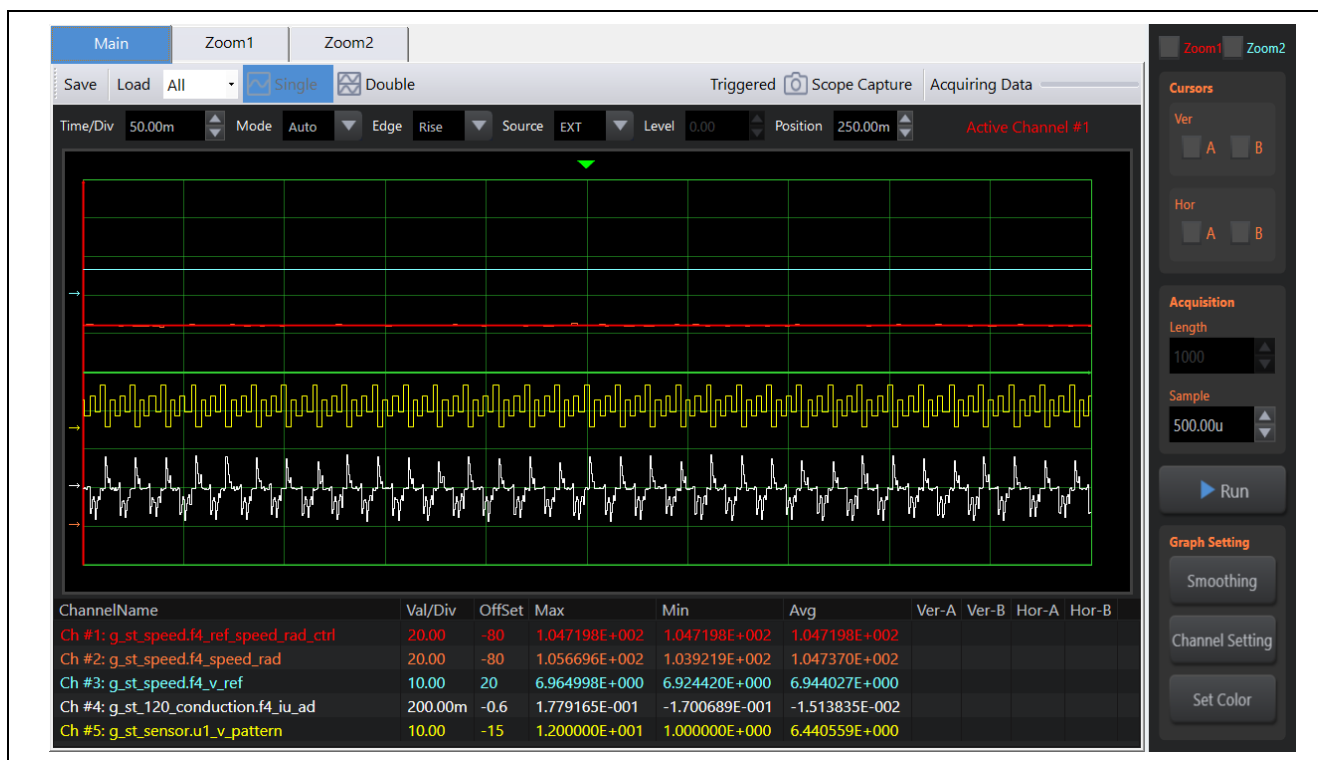 Main Zoom1 Zoom2
Save Load All Single Double Triggered Scope Capture Acquiring Data
Time/Div 50.00m Mode Auto Edge Rise Source EXT Level 0.00 Position 250.00m Active Channel #1
ChannelName Val/Div OffSet Max Min Avg Ver-A Ver-B Hor-A Hor-B
Ch #1: g_st_speed.f4_ref_speed_rad_ctrl 20.00 -80 1.047198E+002 1.047198E+002 1.047198E+002
Ch #2: g_st_speed.f4_speed_rad 20.00 -80 1.056696E+002 1.039219E+002 1.047370E+002
Ch #3: g_st_speed.f4_v_ref 10.00 20 6.964998E+000 6.924420E+000 6.944027E+000
Ch #4: g_st_120_conduction.f4_iu_ad 200.00m -0.6 1.779165E-001 -1.700689E-001 -1.513835E-002
Ch #5: g_st_sensor.u1_v_pattern 10.00 -15 1.200000E+001 1.000000E+000 6.440559E+000
Zoom1 Zoom2
Cursors
Ver
A B
Hor
A B
Acquisition
Length
1000
Sample
500.00u
Run
Graph Setting
Smoothing
Channel Setting
Set Color